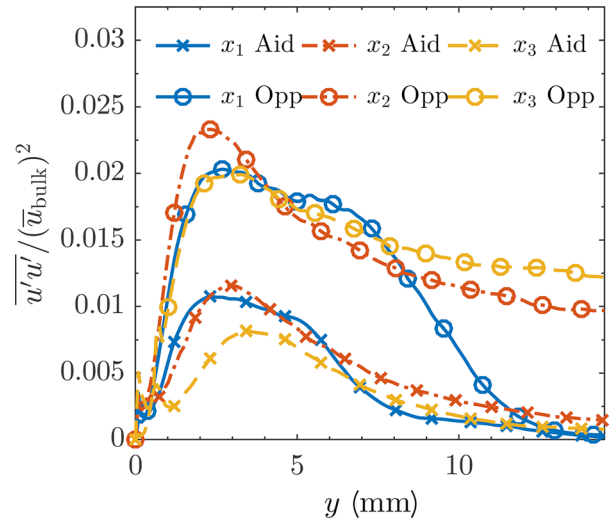 0.03
0.025
0.02
0.015
0.01
0.005
0
0 5 10
x₁ Aid x₂ Aid x₃ Aid
x₁ Opp x₂ Opp x₃ Opp
y (mm)
u′u′/(u̅bulk)²